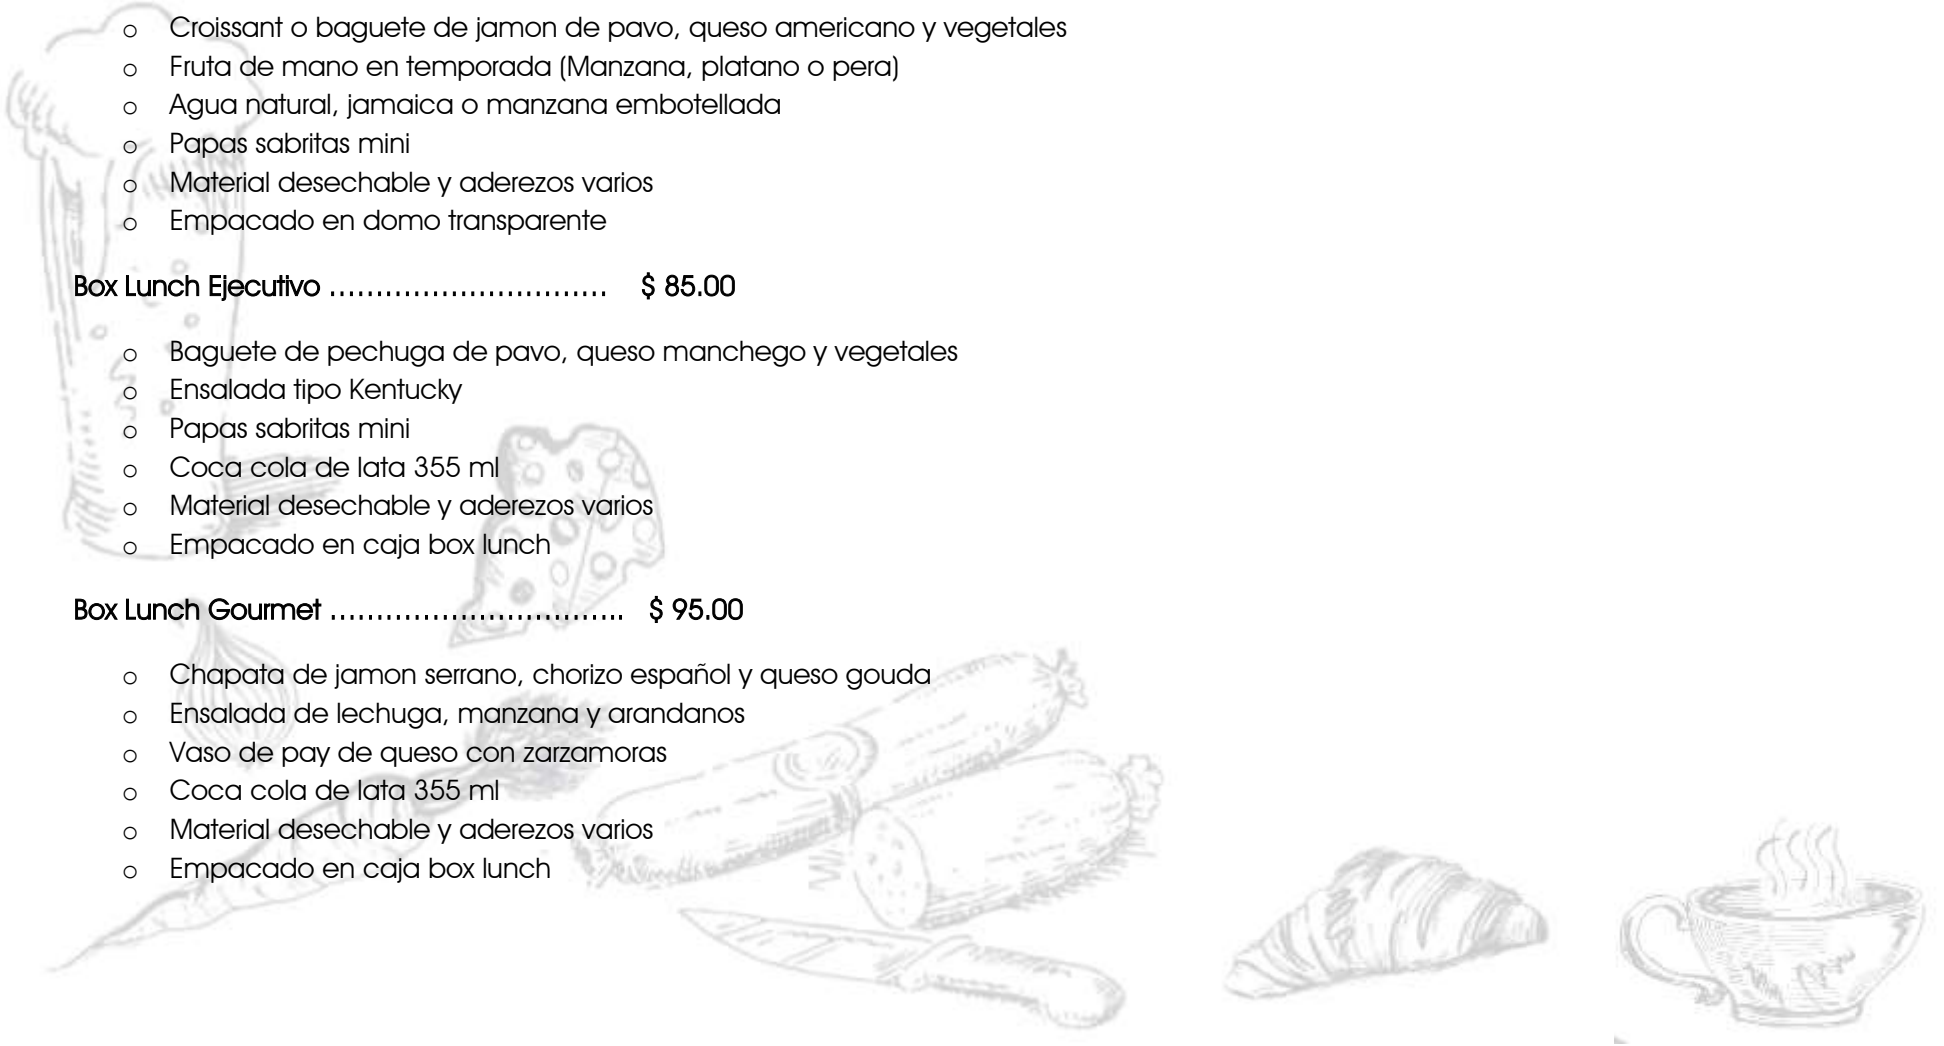 o Croissant o baguete de jamon de pavo, queso americano y vegetales
o Fruta de mano en temporada (Manzana, platano o pera)
o Agua natural, jamaica o manzana embotellada
o Papas sabritas mini
o Material desechable y aderezos varios
o Empacado en domo transparente
Box Lunch Ejecutivo ………………………… $ 85.00
o Baguete de pechuga de pavo, queso manchego y vegetales
o Ensalada tipo Kentucky
o Papas sabritas mini
o Coca cola de lata 355 ml
o Material desechable y aderezos varios
o Empacado en caja box lunch
Box Lunch Gourmet ………………………….. $ 95.00
o Chapata de jamon serrano, chorizo español y queso gouda
o Ensalada de lechuga, manzana y arandanos
o Vaso de pay de queso con zarzamoras
o Coca cola de lata 355 ml
o Material desechable y aderezos varios
o Empacado en caja box lunch